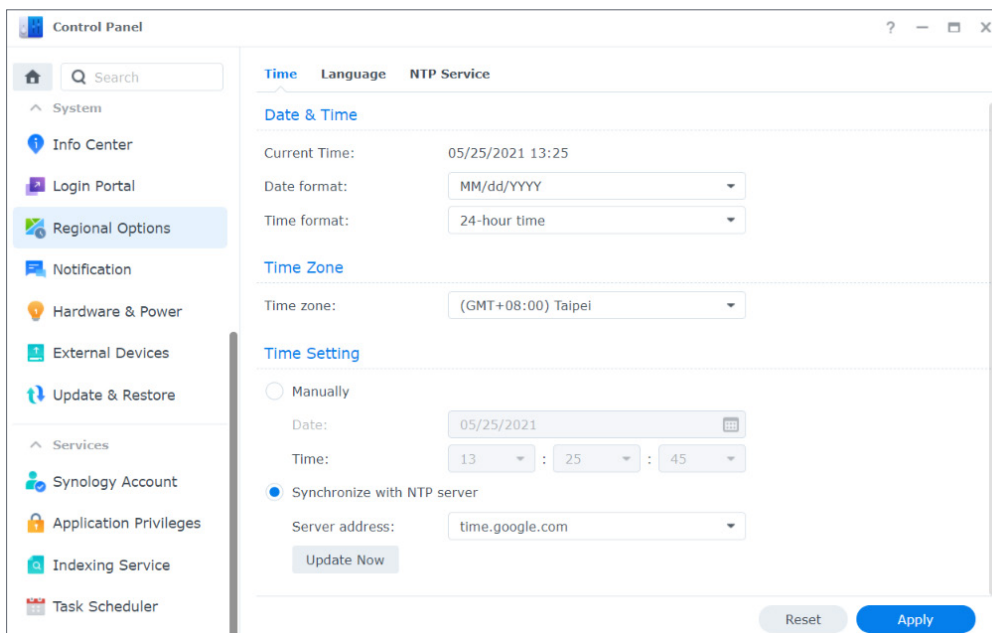 Control Panel
?
Search
System
Info Center
Login Portal
Regional Options
Notification
Hardware & Power
External Devices
Update & Restore
Services
Synology Account
Application Privileges
Indexing Service
Task Scheduler
Time Language NTP Service
Date & Time
Current Time: 05/25/2021 13:25
Date format: MM/dd/YYYY
Time format: 24-hour time
Time Zone
Time zone: (GMT+08:00) Taipei
Time Setting
Manually
Date: 05/25/2021
Time: 13 : 25 : 45
Synchronize with NTP server
Server address: time.google.com
Update Now
Reset Apply